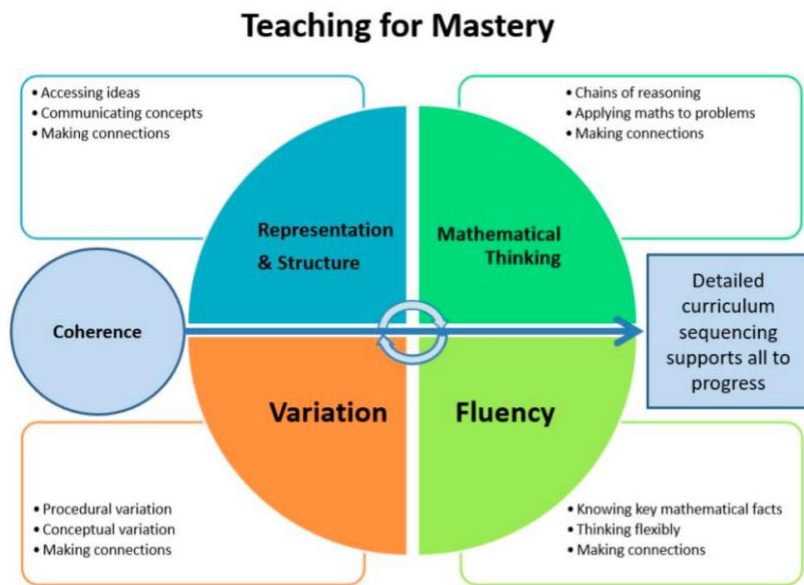 Teaching for Mastery
• Accessing ideas
• Communicating concepts
• Making connections
• Chains of reasoning
• Applying maths to problems
• Making connections
Representation
& Structure
Mathematical
Thinking
Coherence
Detailed
curriculum
sequencing
supports all to
progress
Variation
Fluency
• Procedural variation
• Conceptual variation
• Making connections
• Knowing key mathematical facts
• Thinking flexibly
• Making connections